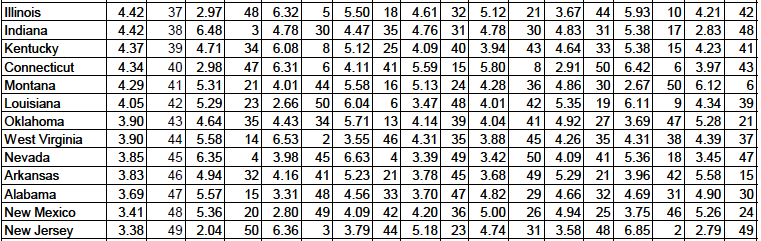 Illinois 4.42 37 2.97 48 6.32 5 5.50 18 4.61 32 5.12 21 3.67 44 5.93 10 4.21 42
Indiana 4.42 38 6.48 3 4.78 30 4.47 35 4.76 31 4.78 30 4.83 31 5.38 17 2.83 48
Kentucky 4.37 39 4.71 34 6.08 8 5.12 25 4.09 40 3.94 43 4.64 33 5.38 15 4.23 41
Connecticut 4.34 40 2.98 47 6.31 6 4.11 41 5.59 15 5.80 8 2.91 50 6.42 6 3.97 43
Montana 4.29 41 5.31 21 4.01 44 5.58 16 5.13 24 4.28 36 4.86 30 2.67 50 6.12 6
Louisiana 4.05 42 5.29 23 2.66 50 6.04 6 3.47 48 4.01 42 5.35 19 6.11 9 4.34 39
Oklahoma 3.90 43 4.64 35 4.43 34 5.71 13 4.14 39 4.04 41 4.92 27 3.69 47 5.28 21
West Virginia 3.90 44 5.58 14 6.53 2 3.55 46 4.31 35 3.88 45 4.26 35 4.31 38 4.39 37
Nevada 3.85 45 6.35 4 3.98 45 6.63 4 3.39 49 3.42 50 4.09 41 5.36 18 3.45 47
Arkansas 3.83 46 4.94 32 4.16 41 5.23 21 3.78 45 3.68 49 5.29 21 3.96 42 5.58 15
Alabama 3.69 47 5.57 15 3.31 48 4.56 33 3.70 47 4.82 29 4.66 32 4.69 31 4.90 30
New Mexico 3.41 48 5.36 20 2.80 49 4.09 42 4.20 36 5.00 26 4.94 25 3.75 46 5.26 24
New Jersey 3.38 49 2.04 50 6.36 3 3.79 44 5.18 23 4.74 31 3.58 48 6.85 2 2.79 49